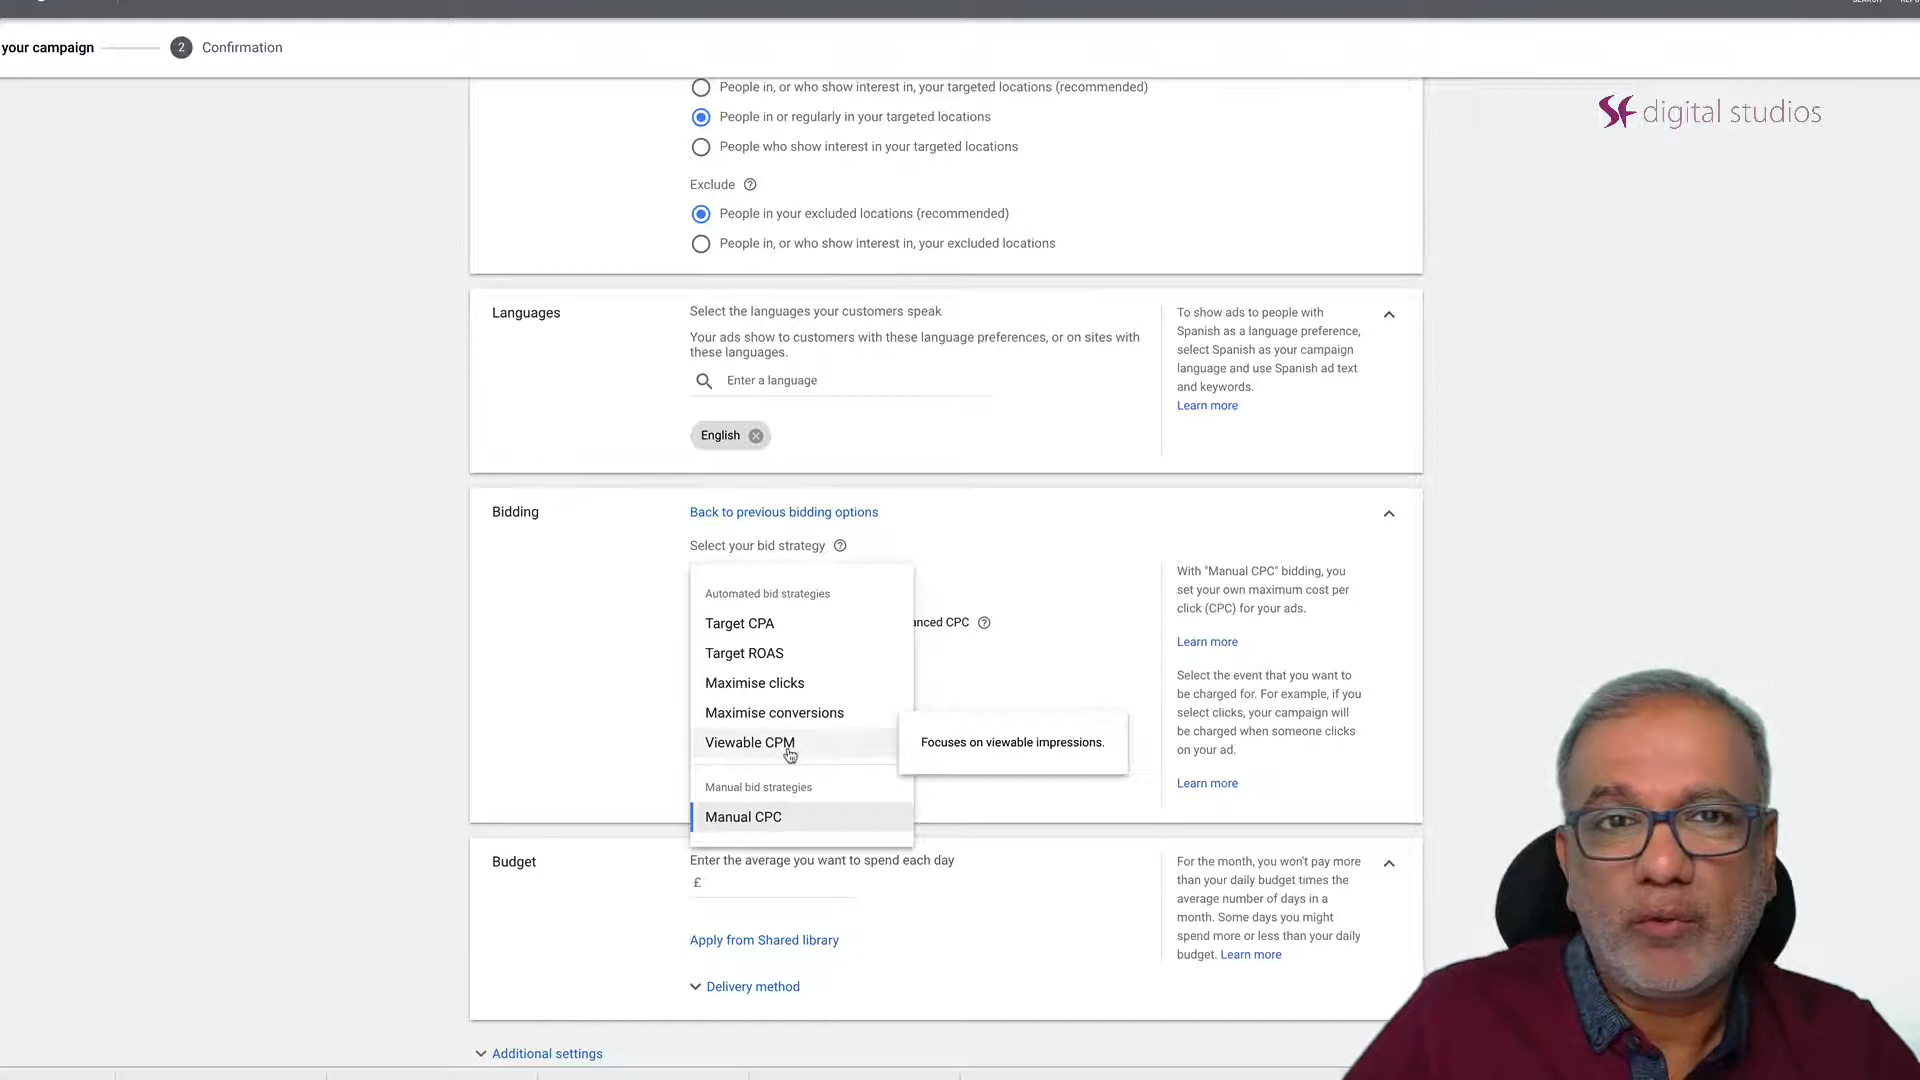 your campaign
2
Confirmation
People in, or who show interest in, your targeted locations (recommended)
People in or regularly in your targeted locations
People who show interest in your targeted locations
Exclude
People in your excluded locations (recommended)
People in, or who show interest in, your excluded locations
SF digital studios
Languages
Select the languages your customers speak
Your ads show to customers with these language preferences, or on sites with
these languages.
Enter a language
English
To show ads to people with
Spanish as a language preference,
select Spanish as your campaign
language and use Spanish ad text
and keywords.
Learn more
Bidding
Back to previous bidding options
Select your bid strategy
Automated bid strategies
Target CPA
Target ROAS
Maximise clicks
Maximise conversions
Viewable CPM
Manual bid strategies
Manual CPC
anced CPC
Focuses on viewable impressions.
With "Manual CPC" bidding, you
set your own maximum cost per
click (CPC) for your ads.
Learn more
Select the event that you want to
be charged for. For example, if you
select clicks, your campaign will
be charged when someone clicks
on your ad.
Learn more
Budget
Enter the average you want to spend each day
£
Apply from Shared library
Delivery method
For the month, you won't pay more
than your daily budget times the
average number of days in a
month. Some days you might
spend more or less than your daily
budget. Learn more
Additional settings